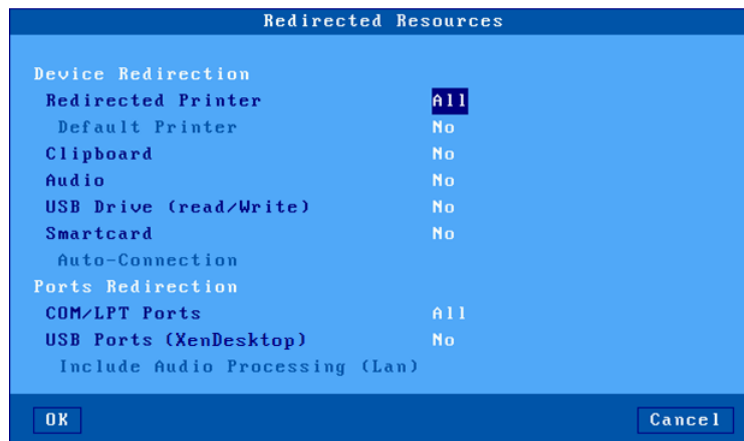 Redirected Resources
Device Redirection
Redirected Printer All
Default Printer No
Clipboard No
Audio No
USB Drive (read/Write) No
Smartcard No
Auto-Connection
Ports Redirection
COM/LPT Ports All
USB Ports (XenDesktop) No
Include Audio Processing (Lan)
OK Cancel